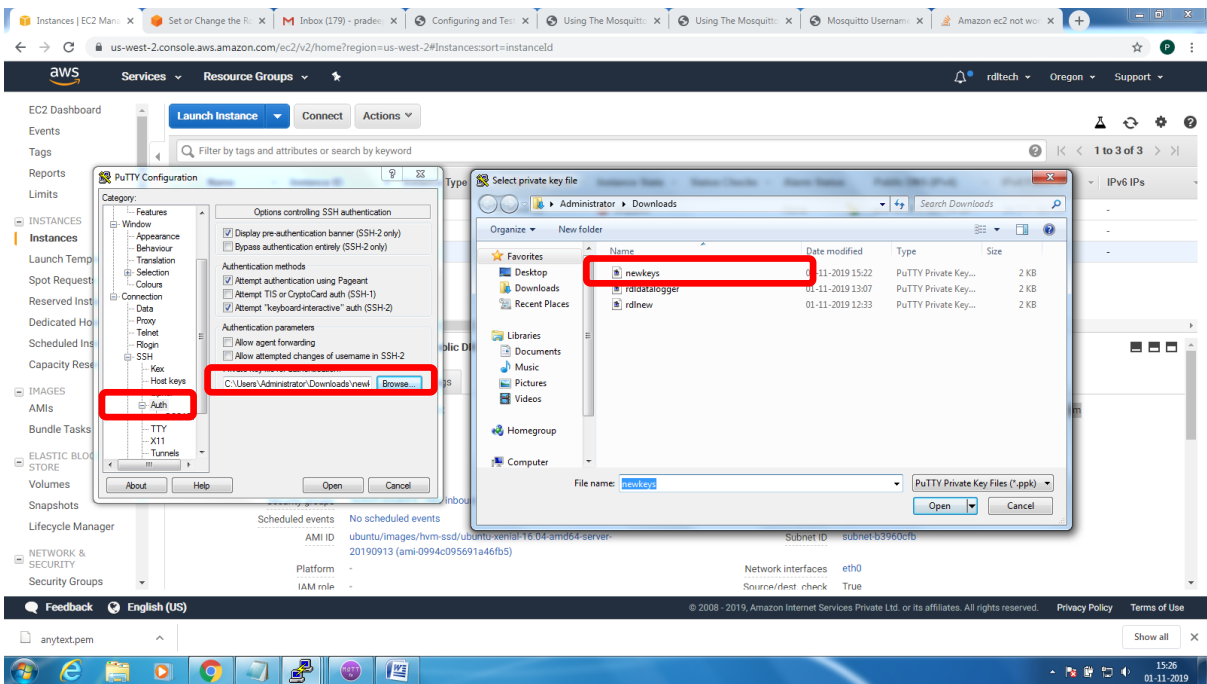 Instances | EC2 Mana
Set or Change the R
Inbox (179) - pradee
Configuring and Test
Using The Mosquitto
Using The Mosquitto
Mosquitto Usernam
Amazon ec2 not wor
us-west-2.console.aws.amazon.com/ec2/v2/home?region=us-west-2#Instances:sort=instanceId
P
aws
Services
Resource Groups
rdltech
Oregon
Support
EC2 Dashboard
Events
Tags
Reports
Limits
INSTANCES
Instances
Launch Temp
Spot Request
Reserved Inst
Dedicated Ho
Scheduled Ins
Capacity Rese
IMAGES
AMIs
Bundle Tasks
ELASTIC BLOC
STORE
Volumes
Snapshots
Lifecycle Manager
NETWORK &
SECURITY
Security Groups
Launch Instance
Connect
Actions
Filter by tags and attributes or search by keyword
1 to 3 of 3
Type
IPv6 IPs
-
-
-
PuTTY Configuration
Category:
Features
Window
Appearance
Behaviour
Translation
Selection
Colours
Connection
Data
Proxy
Telnet
Rlogin
SSH
Kex
Host keys
Auth
TTY
X11
Tunnels
Options controlling SSH authentication
Display pre-authentication banner (SSH-2 only)
Bypass authentication entirely (SSH-2 only)
Authentication methods
Attempt authentication using Pageant
Attempt TIS or CryptoCard auth (SSH-1)
Attempt "keyboard-interactive" auth (SSH-2)
Authentication parameters
Allow agent forwarding
Allow attempted changes of username in SSH-2
C:\Users\Administrator\Downloads\newl
Browse...
About
Help
Open
Cancel
Select private key file
Administrator
Downloads
Search Downloads
Organize
New folder
Favorites
Desktop
Downloads
Recent Places
Libraries
Documents
Music
Pictures
Videos
Homegroup
Computer
Name
Date modified
Type
Size
newkeys
-11-2019 15:22
PuTTY Private Key...
2 KB
rdldatalogger
01-11-2019 13:07
PuTTY Private Key...
2 KB
rdlnew
01-11-2019 12:33
PuTTY Private Key...
2 KB
File name:
newkeys
PuTTY Private Key Files (*.ppk)
Open
Cancel
Scheduled events
No scheduled events
AMI ID
ubuntu/images/hvm-ssd/ubuntu-xenial-16.04-amd64-server-
20190913 (ami-0994c095691a46fb5)
Platform
-
IAM role
-
Subnet ID
subnet-b3960cfb
Network interfaces
eth0
Source/dest. check
True
Feedback
English (US)
© 2008 - 2019, Amazon Internet Services Private Ltd. or its affiliates. All rights reserved.
Privacy Policy
Terms of Use
anytext.pem
Show all
15:26
01-11-2019